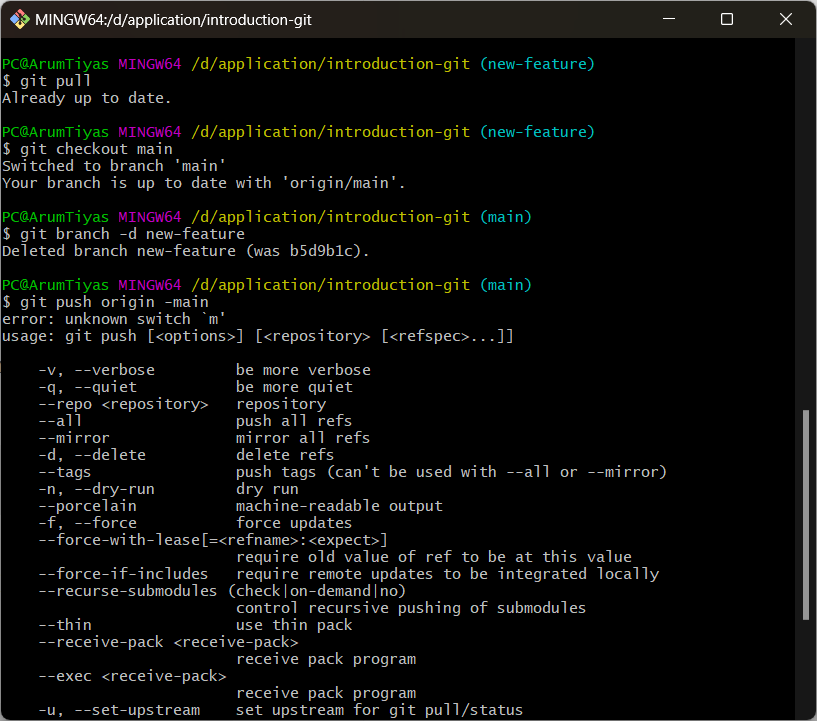 MINGW64:/d/application/introduction-git
PC@ArumTiyas MINGW64 /d/application/introduction-git (new-feature)
$ git pull
Already up to date.
PC@ArumTiyas MINGW64 /d/application/introduction-git (new-feature)
$ git checkout main
Switched to branch 'main'
Your branch is up to date with 'origin/main'.
PC@ArumTiyas MINGW64 /d/application/introduction-git (main)
$ git branch -d new-feature
Deleted branch new-feature (was b5d9b1c).
PC@ArumTiyas MINGW64 /d/application/introduction-git (main)
$ git push origin -main
error: unknown switch `m'
usage: git push [<options>] [<repository> [<refspec>...]]
-v, --verbose be more verbose
-q, --quiet be more quiet
--repo <repository> repository
--all push all refs
--mirror mirror all refs
-d, --delete delete refs
--tags push tags (can't be used with --all or --mirror)
-n, --dry-run dry run
--porcelain machine-readable output
-f, --force force updates
--force-with-lease[=<refname>:<expect>]
require old value of ref to be at this value
--force-if-includes require remote updates to be integrated locally
--recurse-submodules (check|on-demand|no)
control recursive pushing of submodules
--thin use thin pack
--receive-pack <receive-pack>
receive pack program
--exec <receive-pack>
receive pack program
-u, --set-upstream set upstream for git pull/status